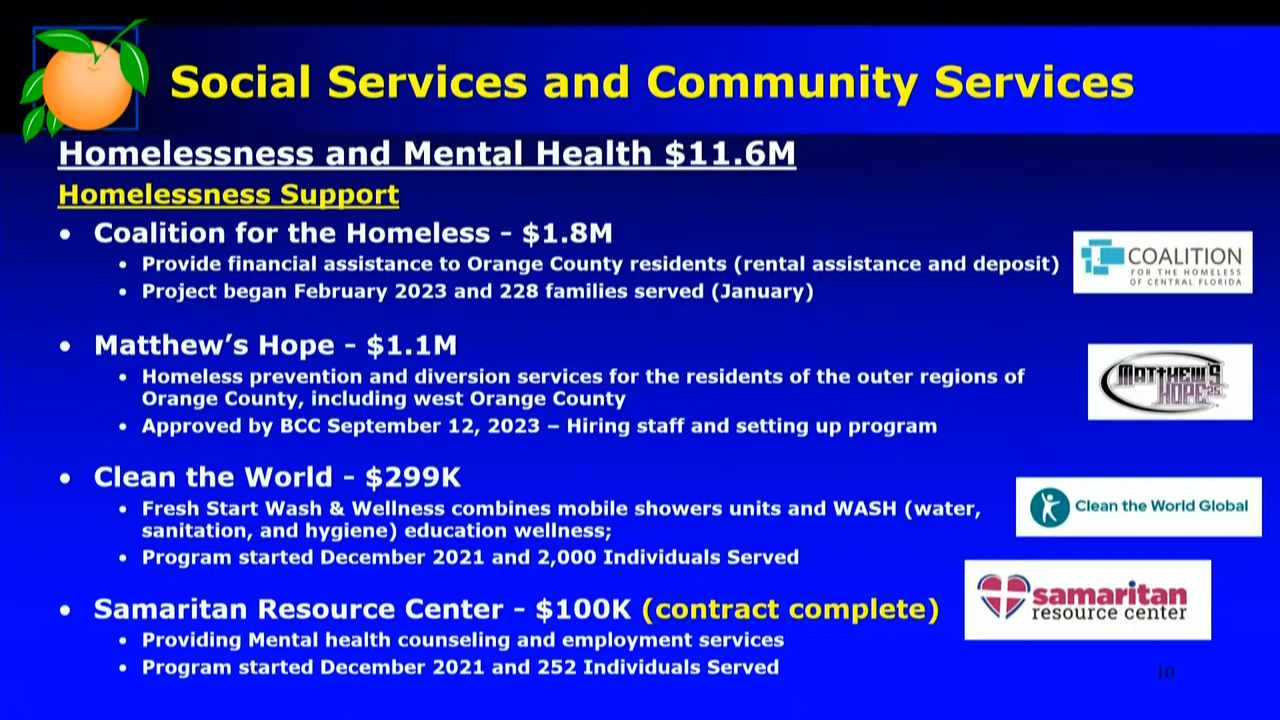 Social Services and Community Services
Homelessness and Mental Health $11.6M
Homelessness Support
• Coalition for the Homeless - $1.8M
• Provide financial assistance to Orange County residents (rental assistance and deposit)
• Project began February 2023 and 228 families served (January)
COALITION
FOR THE HOMELESS
OF CENTRAL FLORIDA
• Matthew’s Hope - $1.1M
• Homeless prevention and diversion services for the residents of the outer regions of
Orange County, including west Orange County
• Approved by BCC September 12, 2023 – Hiring staff and setting up program
MATTHEW'S
HOPE 25
• Clean the World - $299K
• Fresh Start Wash & Wellness combines mobile showers units and WASH (water,
sanitation, and hygiene) education wellness;
• Program started December 2021 and 2,000 Individuals Served
Clean the World Global
• Samaritan Resource Center - $100K (contract complete)
• Providing Mental health counseling and employment services
• Program started December 2021 and 252 Individuals Served
samaritan
resource center
10